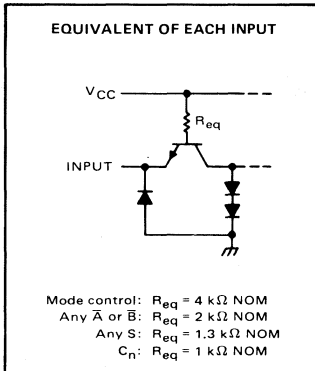 EQUIVALENT OF EACH INPUT
VCC
Req
INPUT
Mode control: Req = 4 kΩ NOM
Any A̅ or B̅: Req = 2 kΩ NOM
Any S: Req = 1.3 kΩ NOM
Cn: Req = 1 kΩ NOM